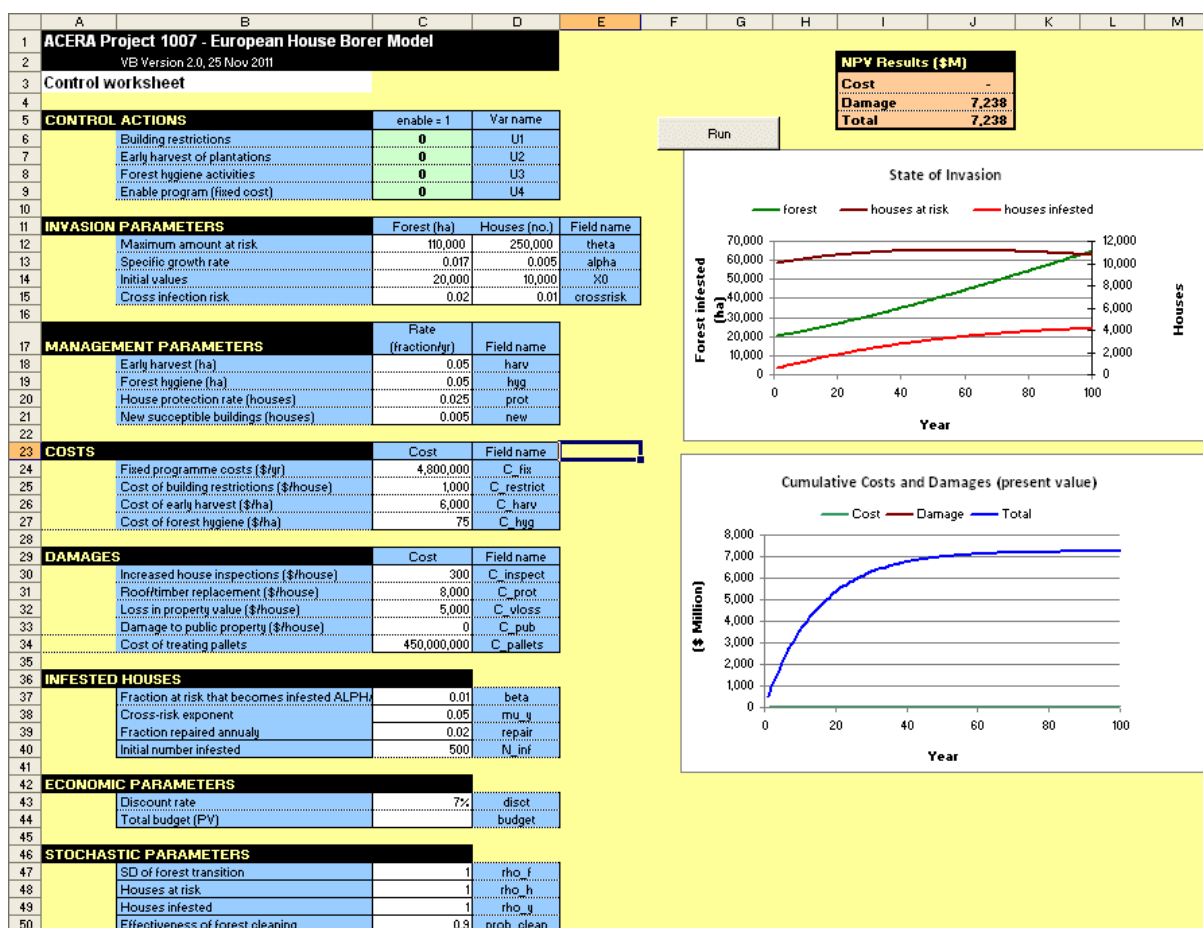 A B C D E F G H I J K L M
1 ACERA Project 1007 - European House Borer Model
2 VB Version 2.0, 25 Nov 2011
3 Control worksheet
4
5 CONTROL ACTIONS enable = 1 Var name
6 Building restrictions 0 U1
7 Early harvest of plantations 0 U2
8 Forest hygiene activities 0 U3
9 Enable program (fixed cost) 0 U4
10
11 INVASION PARAMETERS Forest (ha) Houses (no.) Field name
12 Maximum amount at risk 110,000 250,000 theta
13 Specific growth rate 0.017 0.005 alpha
14 Initial values 20,000 10,000 X0
15 Cross infection risk 0.02 0.01 crossrisk
16
Rate
17 MANAGEMENT PARAMETERS (fraction/yr) Field name
18 Early harvest (ha) 0.05 harv
19 Forest hygiene (ha) 0.05 hyg
20 House protection rate (houses) 0.025 prot
21 New succeptible buildings (houses) 0.005 new
22
23 COSTS Cost Field name
24 Fixed programme costs ($/yr) 4,800,000 C_fix
25 Cost of building restrictions ($/house) 1,000 C_restrict
26 Cost of early harvest ($/ha) 6,000 C_harv
27 Cost of forest hygiene ($/ha) 75 C_hyg
28
29 DAMAGES Cost Field name
30 Increased house inspections ($/house) 300 C_inspect
31 Roof/timber replacement ($/house) 8,000 C_prot
32 Loss in property value ($/house) 5,000 C_vloss
33 Damage to public property ($/house) 0 C_pub
34 Cost of treating pallets 450,000,000 C_pallets
35
36 INFESTED HOUSES
37 Fraction at risk that becomes infested ALPHA 0.01 beta
38 Cross-risk exponent 0.05 mu_y
39 Fraction repaired annualy 0.02 repair
40 Initial number infested 500 N_inf
41
42 ECONOMIC PARAMETERS
43 Discount rate 7% disct
44 Total budget (PV) budget
45
46 STOCHASTIC PARAMETERS
47 SD of forest transition 1 rho_f
48 Houses at risk 1 rho_h
49 Houses infested 1 rho_y
50 Effectiveness of forest cleaning 0.9 prob_clean
NPV Results ($M)
Cost -
Damage 7,238
Total 7,238
Run
State of Invasion
forest houses at risk houses infested
70,000 12,000
60,000 10,000
50,000 8,000
40,000
30,000 6,000
20,000 4,000
10,000 2,000
0 0
0 20 40 60 80 100
Forest infested
(ha)
Houses
Year
Cumulative Costs and Damages (present value)
Cost Damage Total
8,000
7,000
6,000
5,000
4,000
3,000
2,000
1,000
0
0 20 40 60 80 100
($ Million)
Year